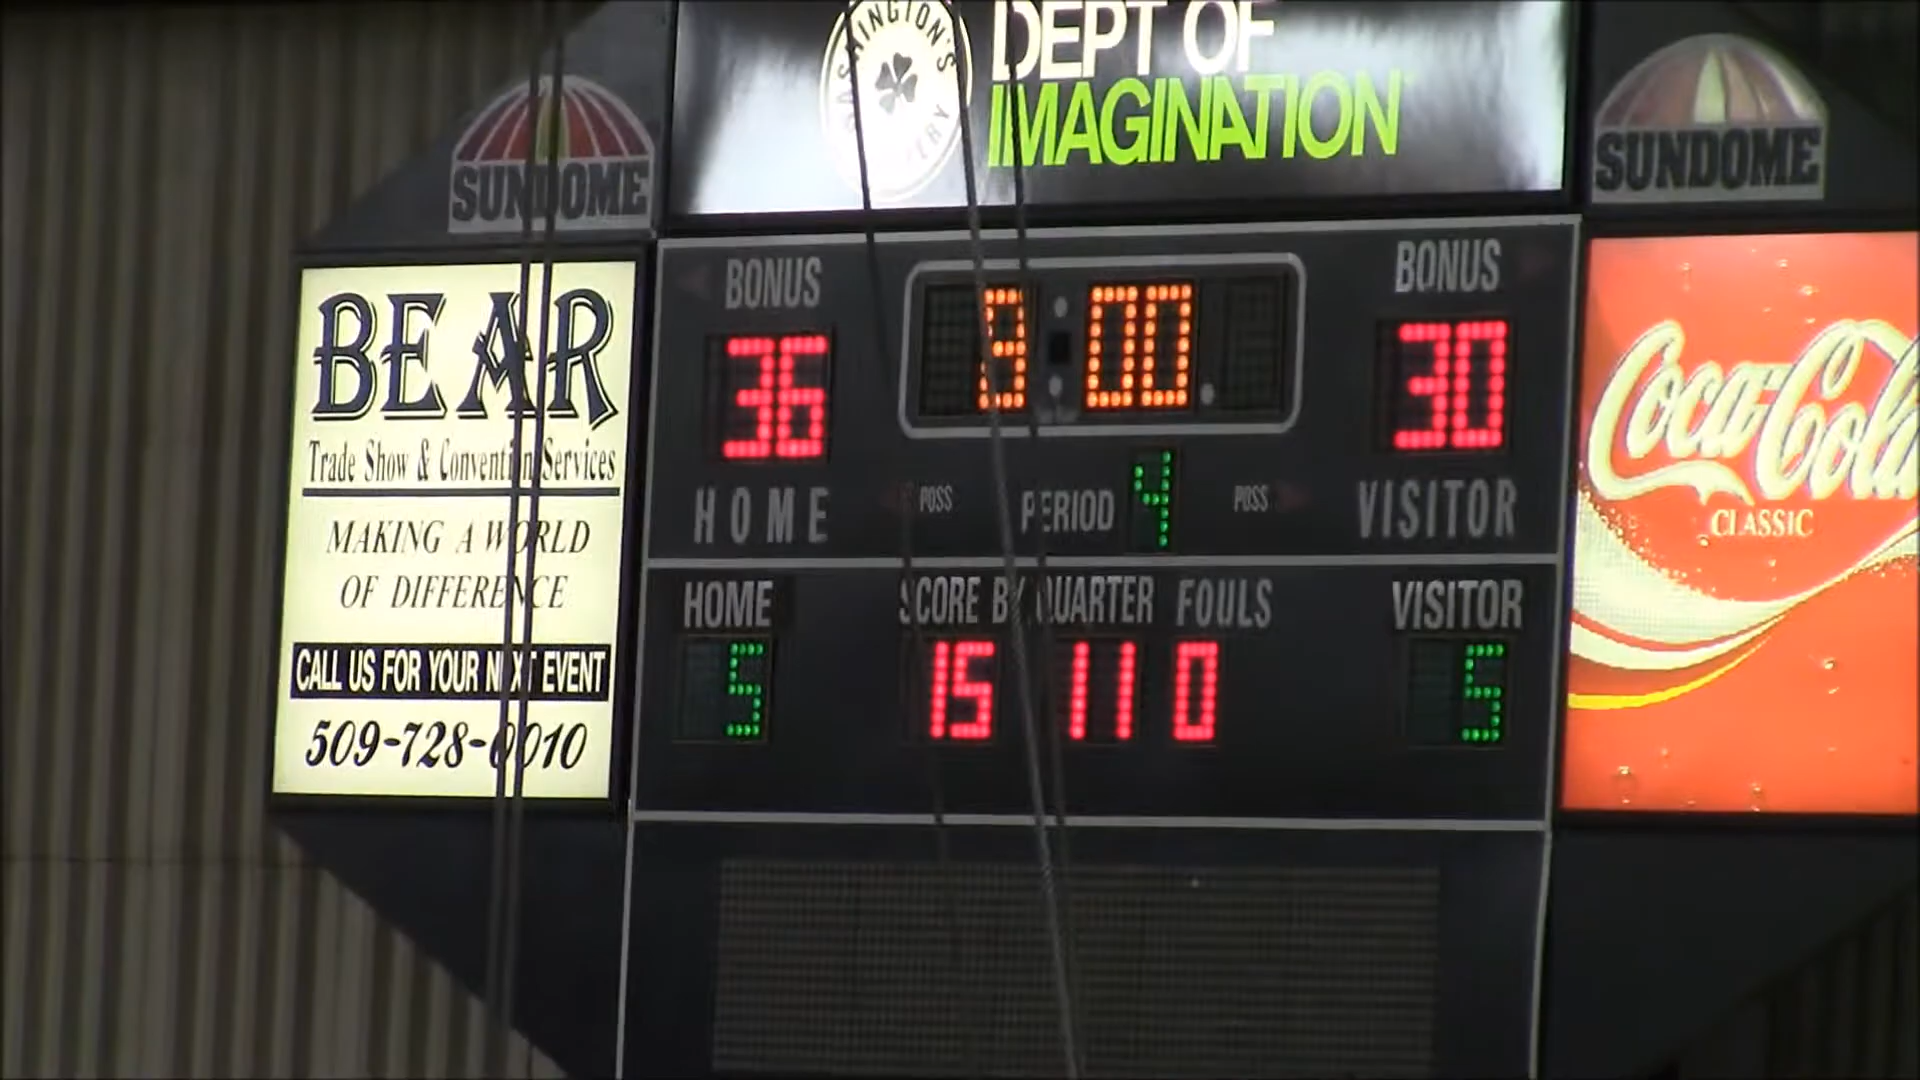 DEPT OF
IMAGINATION
SUNDOME
SUNDOME
BEAR
Trade Show & Convention Services
MAKING A WORLD
OF DIFFERENCE
CALL US FOR YOUR NEXT EVENT
509-728-0010
BONUS
36
HOME
8:00
POSS
PERIOD
4
POSS
BONUS
30
VISITOR
HOME
5
SCORE BY QUARTER
15
11
FOULS
0
VISITOR
5
Coca-Cola
CLASSIC